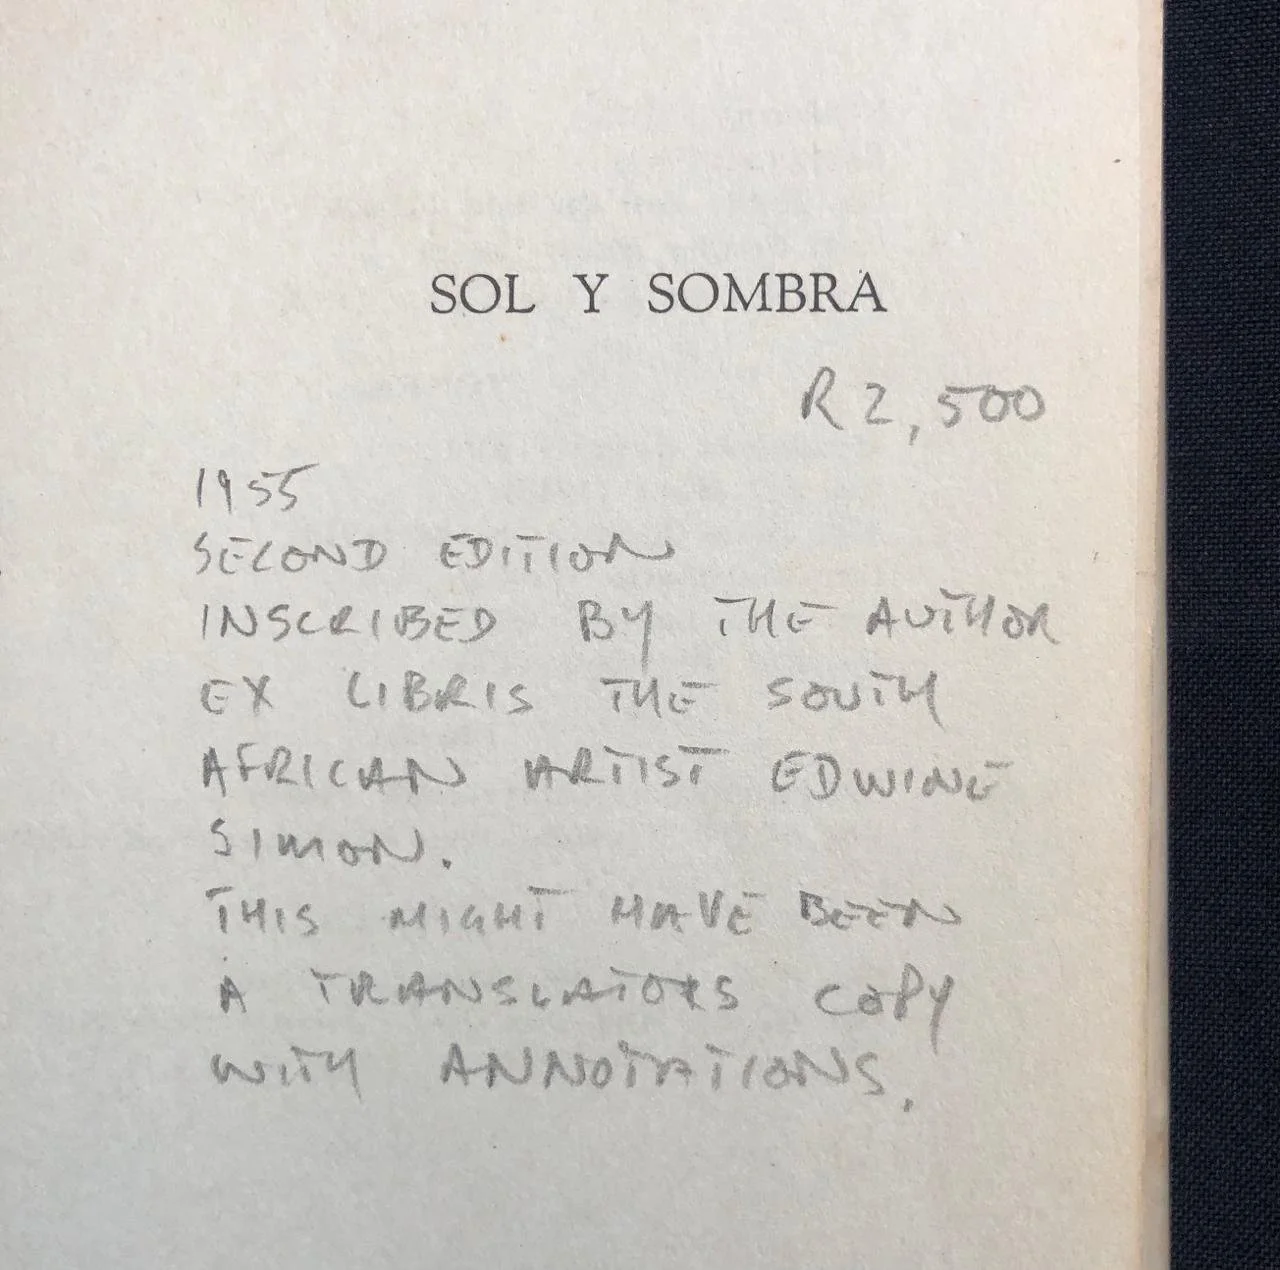 SOL Y SOMBRA
R 2,500
1955
SECOND EDITION
INSCRIBED BY THE AUTHOR
EX LIBRIS THE SOUTH
AFRICAN ARTIST EDWINE
SIMON.
THIS MIGHT HAVE BEEN
A TRANSLATORS COPY
WITH ANNOTATIONS.